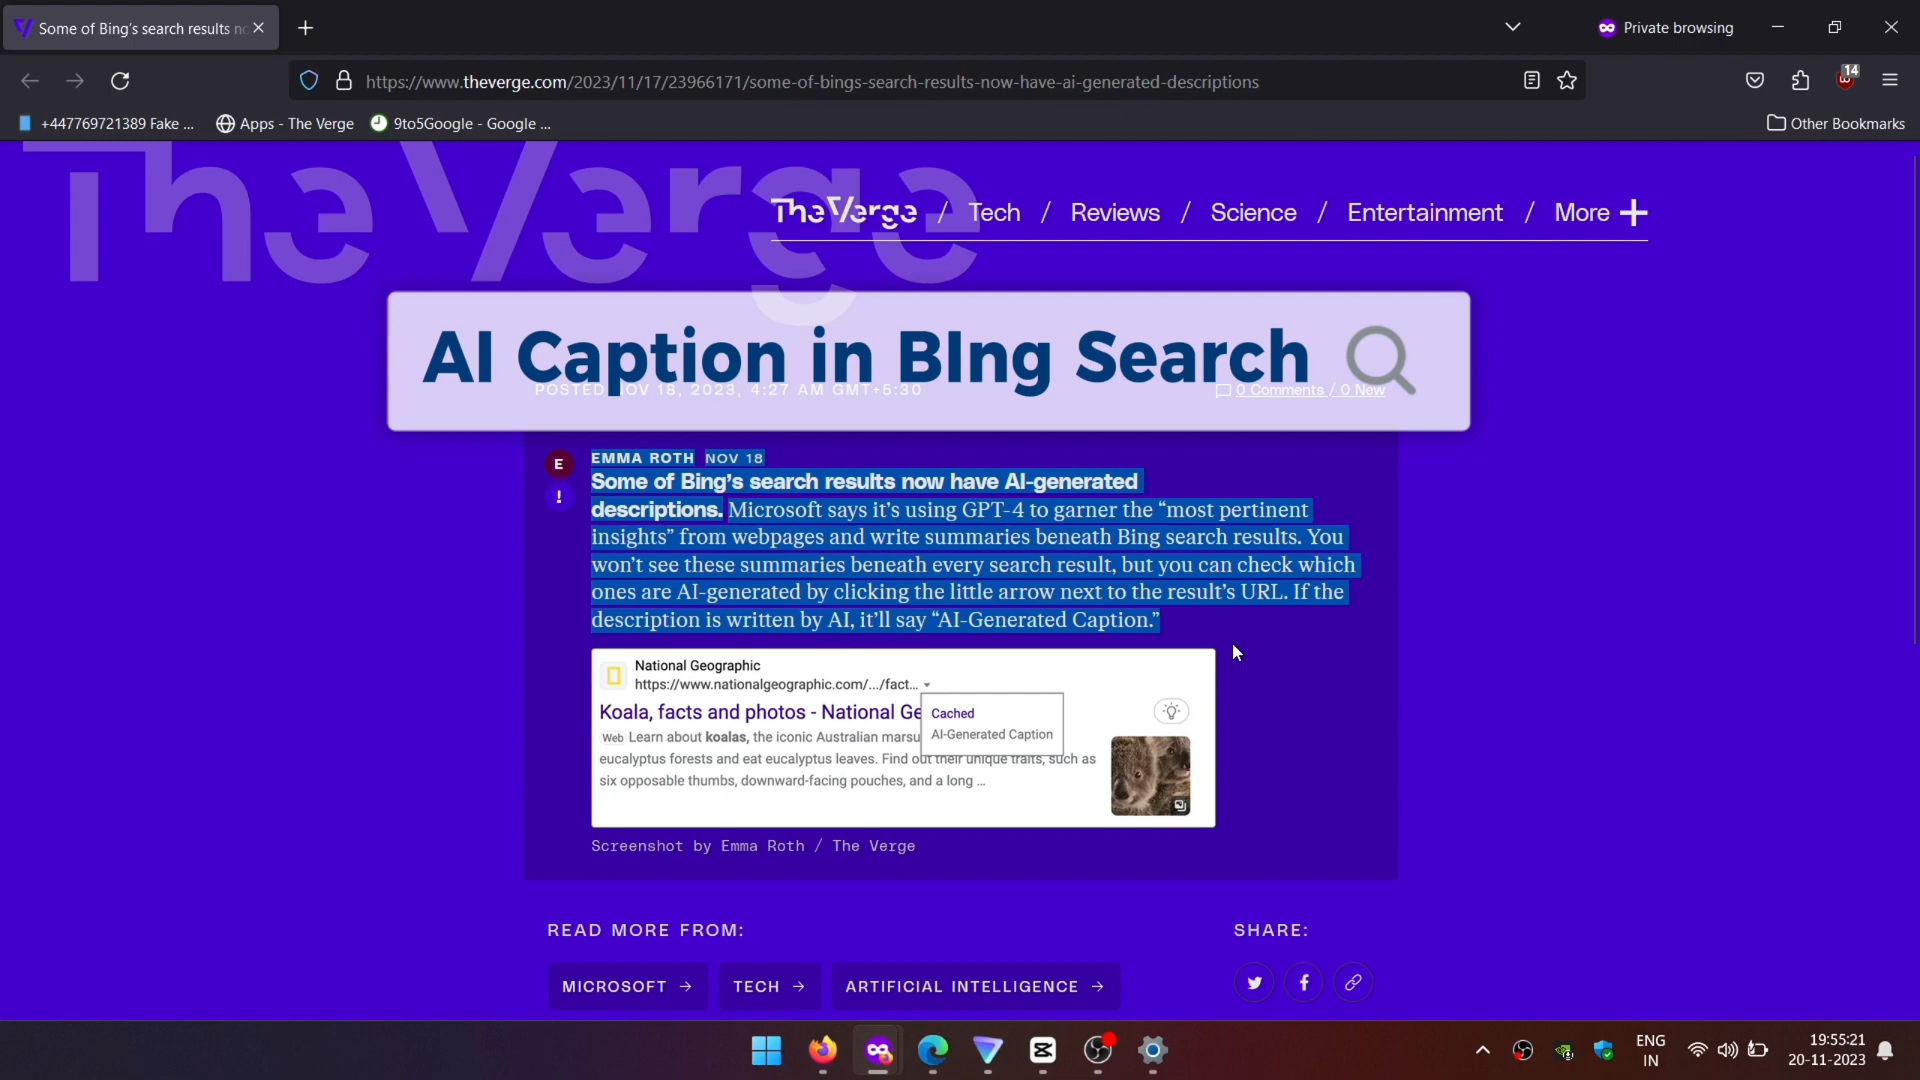 Some of Bing's search results no
Private browsing
https://www.theverge.com/2023/11/17/23966171/some-of-bings-search-results-now-have-ai-generated-descriptions
14
+447769721389 Fake ...
Apps - The Verge
9to5Google - Google ...
Other Bookmarks
The Verge
The Verge / Tech / Reviews / Science / Entertainment / More
AI Caption in BIng Search
POSTED NOV 18, 2023, 4:27 AM GMT+5:30
0 Comments / 0 New
E
EMMA ROTH NOV 18
!
Some of Bing's search results now have AI-generated
descriptions. Microsoft says it's using GPT-4 to garner the “most pertinent
insights” from webpages and write summaries beneath Bing search results. You
won't see these summaries beneath every search result, but you can check which
ones are AI-generated by clicking the little arrow next to the result's URL. If the
description is written by AI, it'll say “AI-Generated Caption.”
National Geographic
https://www.nationalgeographic.com/.../fact...
Koala, facts and photos - National Ge
Cached
AI-Generated Caption
Web Learn about koalas, the iconic Australian marsu
eucalyptus forests and eat eucalyptus leaves. Find out their unique traits, such as
six opposable thumbs, downward-facing pouches, and a long ...
Screenshot by Emma Roth / The Verge
READ MORE FROM:
SHARE:
MICROSOFT →
TECH →
ARTIFICIAL INTELLIGENCE →
ENG
IN
19:55:21
20-11-2023